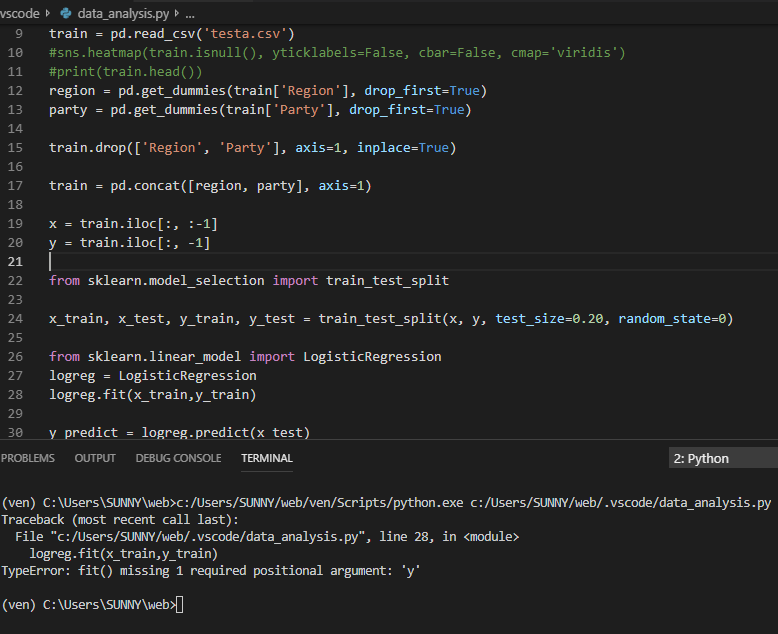 vscode > data_analysis.py > ...
9 train = pd.read_csv('testa.csv')
10 #sns.heatmap(train.isnull(), yticklabels=False, cbar=False, cmap='viridis')
11 #print(train.head())
12 region = pd.get_dummies(train['Region'], drop_first=True)
13 party = pd.get_dummies(train['Party'], drop_first=True)
14
15 train.drop(['Region', 'Party'], axis=1, inplace=True)
16
17 train = pd.concat([region, party], axis=1)
18
19 x = train.iloc[:, :-1]
20 y = train.iloc[:, -1]
21
22 from sklearn.model_selection import train_test_split
23
24 x_train, x_test, y_train, y_test = train_test_split(x, y, test_size=0.20, random_state=0)
25
26 from sklearn.linear_model import LogisticRegression
27 logreg = LogisticRegression
28 logreg.fit(x_train,y_train)
29
30 y_predict = logreg.predict(x_test)
PROBLEMS OUTPUT DEBUG CONSOLE TERMINAL 2: Python
(ven) C:\Users\SUNNY\web>c:/Users/SUNNY/web/ven/Scripts/python.exe c:/Users/SUNNY/web/.vscode/data_analysis.py
Traceback (most recent call last):
File "c:/Users/SUNNY/web/.vscode/data_analysis.py", line 28, in <module>
logreg.fit(x_train,y_train)
TypeError: fit() missing 1 required positional argument: 'y'
(ven) C:\Users\SUNNY\web>